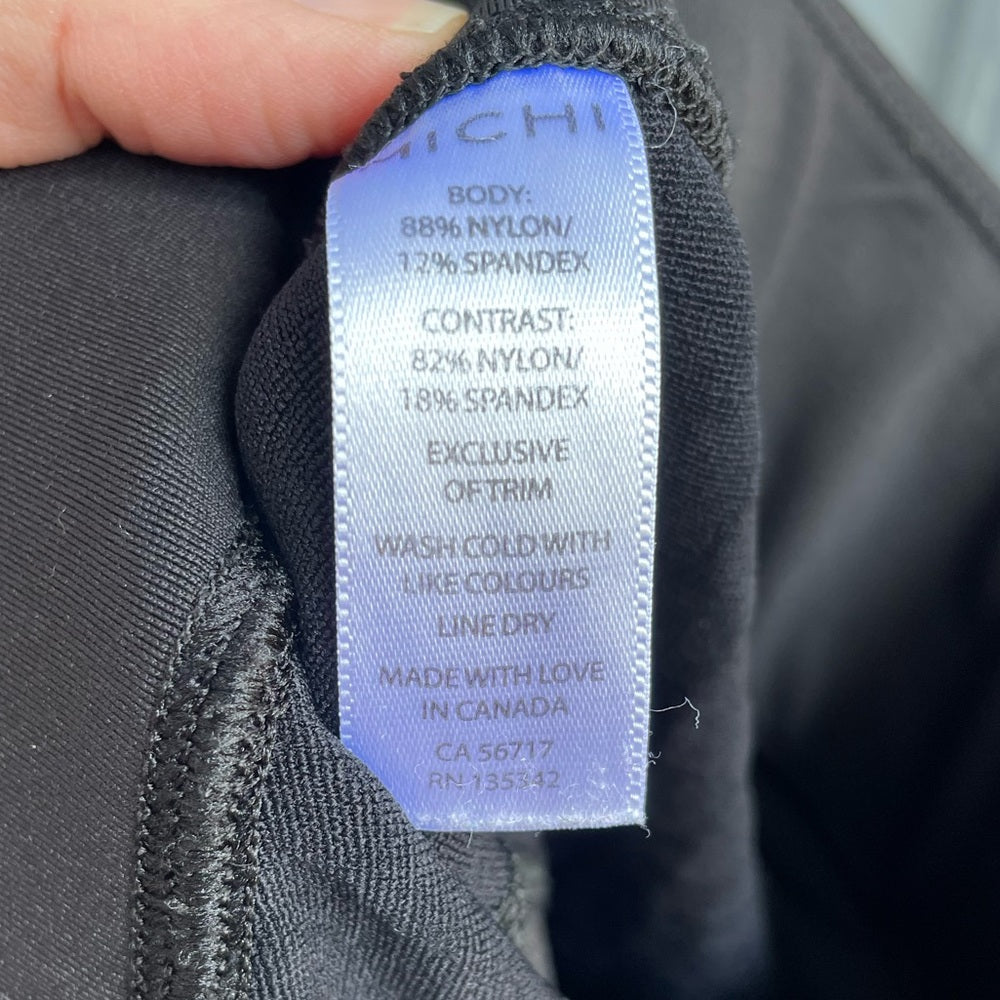 MICHI
BODY:
88% NYLON/
12% SPANDEX
CONTRAST:
82% NYLON/
18% SPANDEX
EXCLUSIVE
OF TRIM
WASH COLD WITH
LIKE COLOURS
LINE DRY
MADE WITH LOVE
IN CANADA
CA 56717
RN 135342